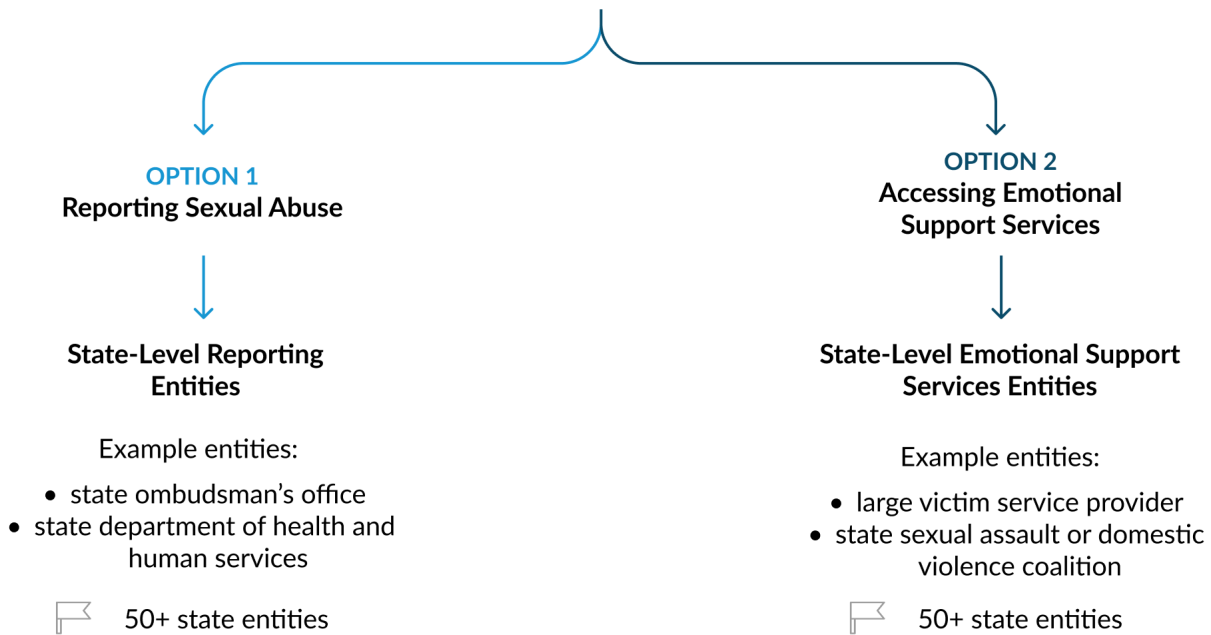 OPTION 1
Reporting Sexual Abuse
State-Level Reporting
Entities
Example entities:
• state ombudsman’s office
• state department of health and
human services
50+ state entities
OPTION 2
Accessing Emotional
Support Services
State-Level Emotional Support
Services Entities
Example entities:
• large victim service provider
• state sexual assault or domestic
violence coalition
50+ state entities